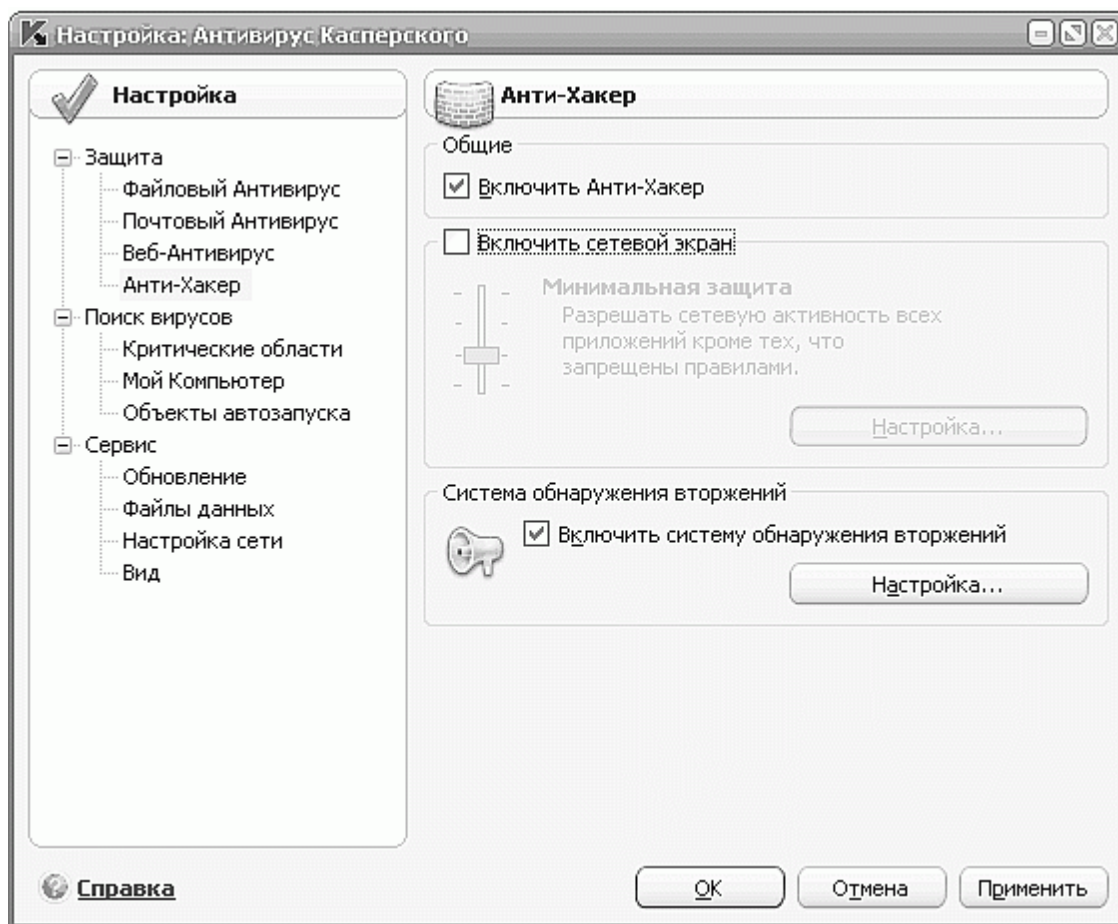 Настройка: Антивирус Касперского
Настройка
Защита
Файловый Антивирус
Почтовый Антивирус
Веб-Антивирус
Анти-Хакер
Поиск вирусов
Критические области
Мой Компьютер
Объекты автозапуска
Сервис
Обновление
Файлы данных
Настройка сети
Вид
Анти-Хакер
Общие
Включить Анти-Хакер
Включить сетевой экран
Минимальная защита
Разрешать сетевую активность всех
приложений кроме тех, что
запрещены правилами.
Настройка...
Система обнаружения вторжений
Включить систему обнаружения вторжений
Настройка...
Справка
OK
Отмена
Применить